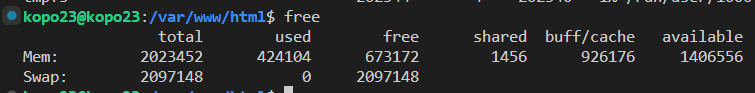 kopo23@kopo23:/var/www/html$ free
total used free shared buff/cache available
Mem: 2023452 424104 673172 1456 926176 1406556
Swap: 2097148 0 2097148